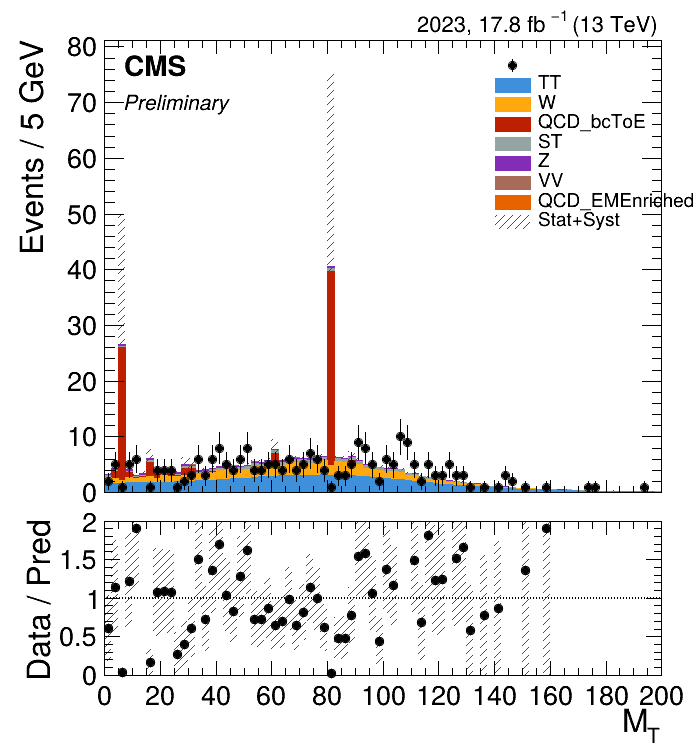 2023, 17.8 fb⁻¹ (13 TeV)
Events / 5 GeV
80
70
60
50
40
30
20
10
0
CMS
Preliminary
TT
W
QCD_bcToE
ST
Z
VV
QCD_EMEnriched
Stat+Syst
Data / Pred
2
1.5
1
0.5
0
0 20 40 60 80 100 120 140 160 180 200
M_T